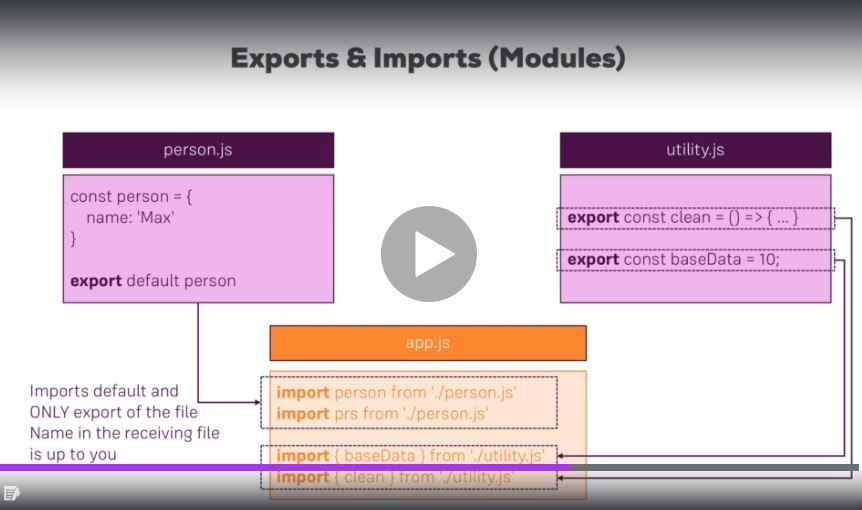 Exports & Imports (Modules)
person.js
const person = {
name: 'Max'
}
export default person
utility.js
export const clean = () => { ... }
export const baseData = 10;
app.js
import person from './person.js'
import prs from './person.js'
import { baseData } from './utility.js'
import { clean } from './utility.js'
Imports default and
ONLY export of the file
Name in the receiving file
is up to you